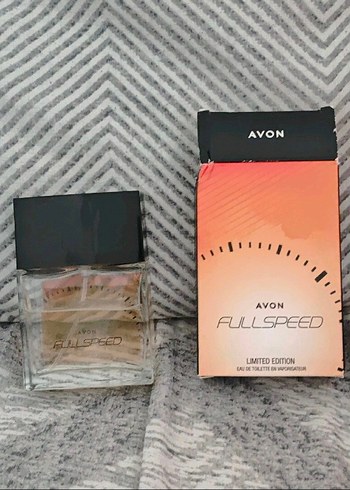 AVON
AVON
FULLSPEED
LIMITED EDITION
EAU DE TOILETTE EN VAPORISATEUR
AVON
FULLSPEED